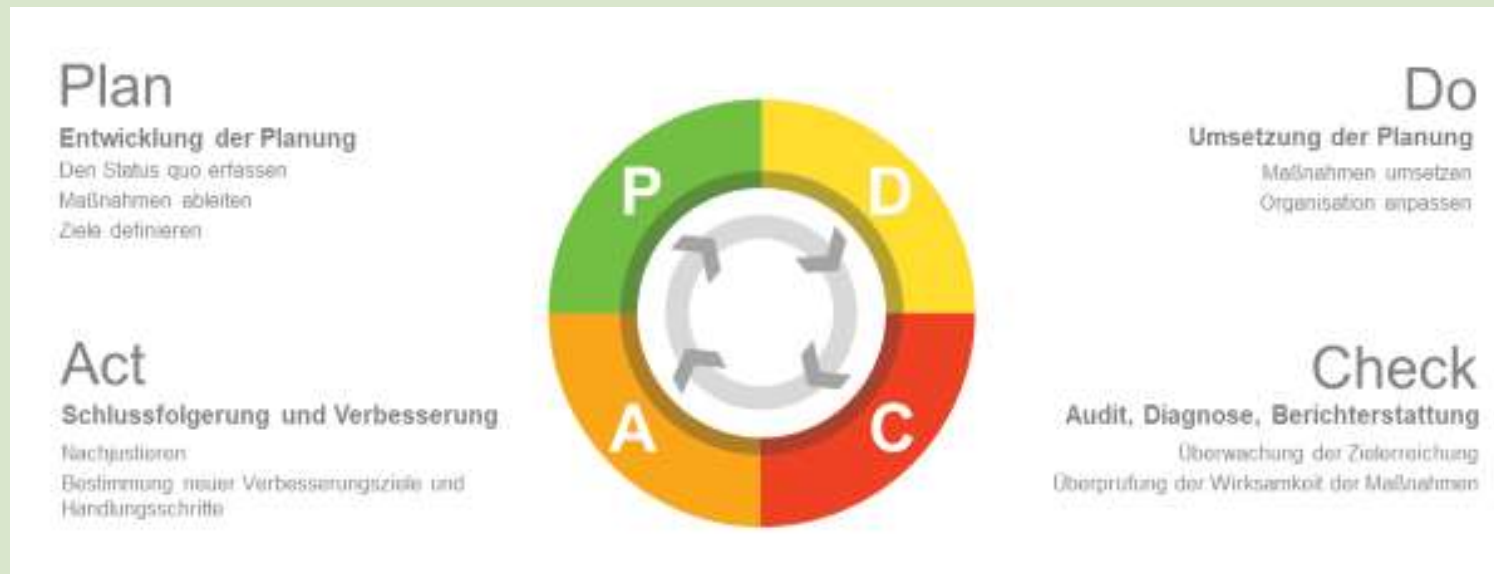 Plan
Entwicklung der Planung
Den Status quo erfassen
Maßnahmen ableiten
Ziele definieren
Do
Umsetzung der Planung
Maßnahmen umsetzen
Organisation anpassen
P
D
A
C
Act
Schlussfolgerung und Verbesserung
Nachjustieren
Bestimmung neuer Verbesserungsziele und
Handlungsschritte
Check
Audit, Diagnose, Berichterstattung
Überwachung der Zielerreichung
Überprüfung der Wirksamkeit der Maßnahmen